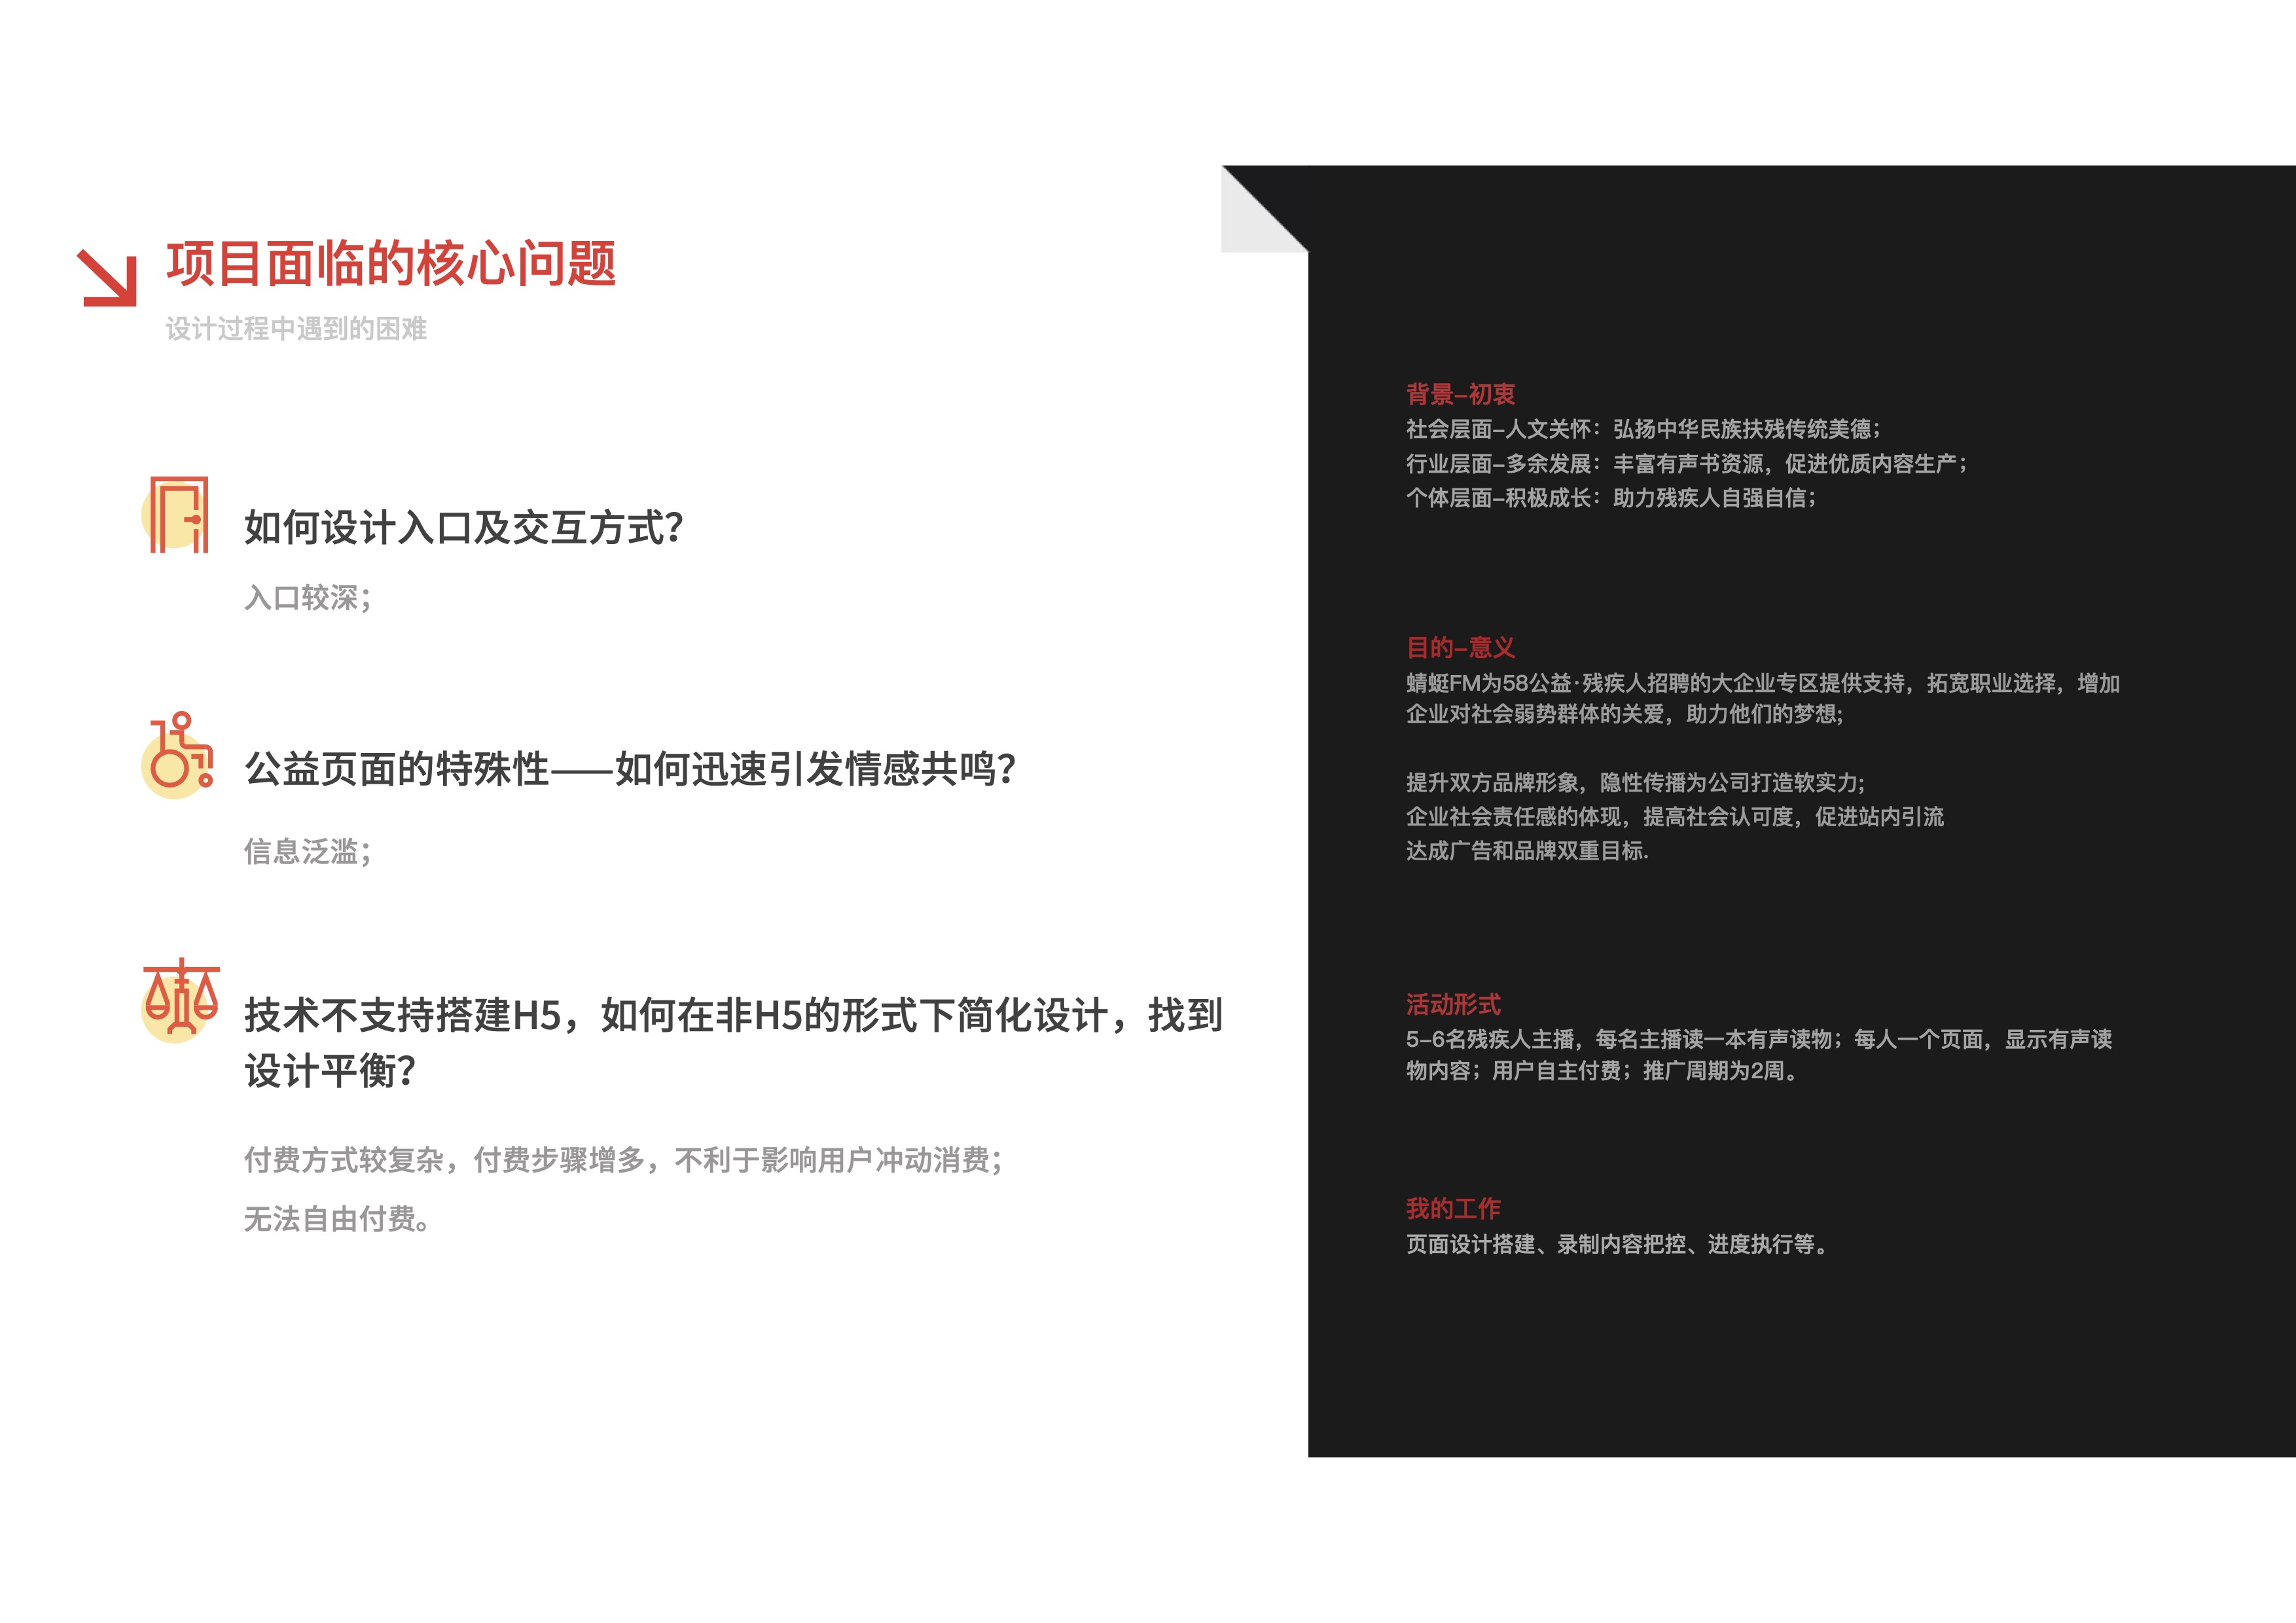 项目面临的核心问题
设计过程中遇到的困难
如何设计入口及交互方式？
入口较深；
公益页面的特殊性——如何迅速引发情感共鸣？
信息泛滥；
技术不支持搭建H5，如何在非H5的形式下简化设计，找到
设计平衡？
付费方式较复杂，付费步骤增多，不利于影响用户冲动消费；
无法自由付费。
背景–初衷
社会层面–人文关怀：弘扬中华民族扶残传统美德；
行业层面–多余发展：丰富有声书资源，促进优质内容生产；
个体层面–积极成长：助力残疾人自强自信；
目的–意义
蜻蜓FM为58公益·残疾人招聘的大企业专区提供支持，拓宽职业选择，增加
企业对社会弱势群体的关爱，助力他们的梦想;
提升双方品牌形象，隐性传播为公司打造软实力;
企业社会责任感的体现，提高社会认可度，促进站内引流
达成广告和品牌双重目标.
活动形式
5–6名残疾人主播，每名主播读一本有声读物；每人一个页面，显示有声读
物内容；用户自主付费；推广周期为2周。
我的工作
页面设计搭建、录制内容把控、进度执行等。